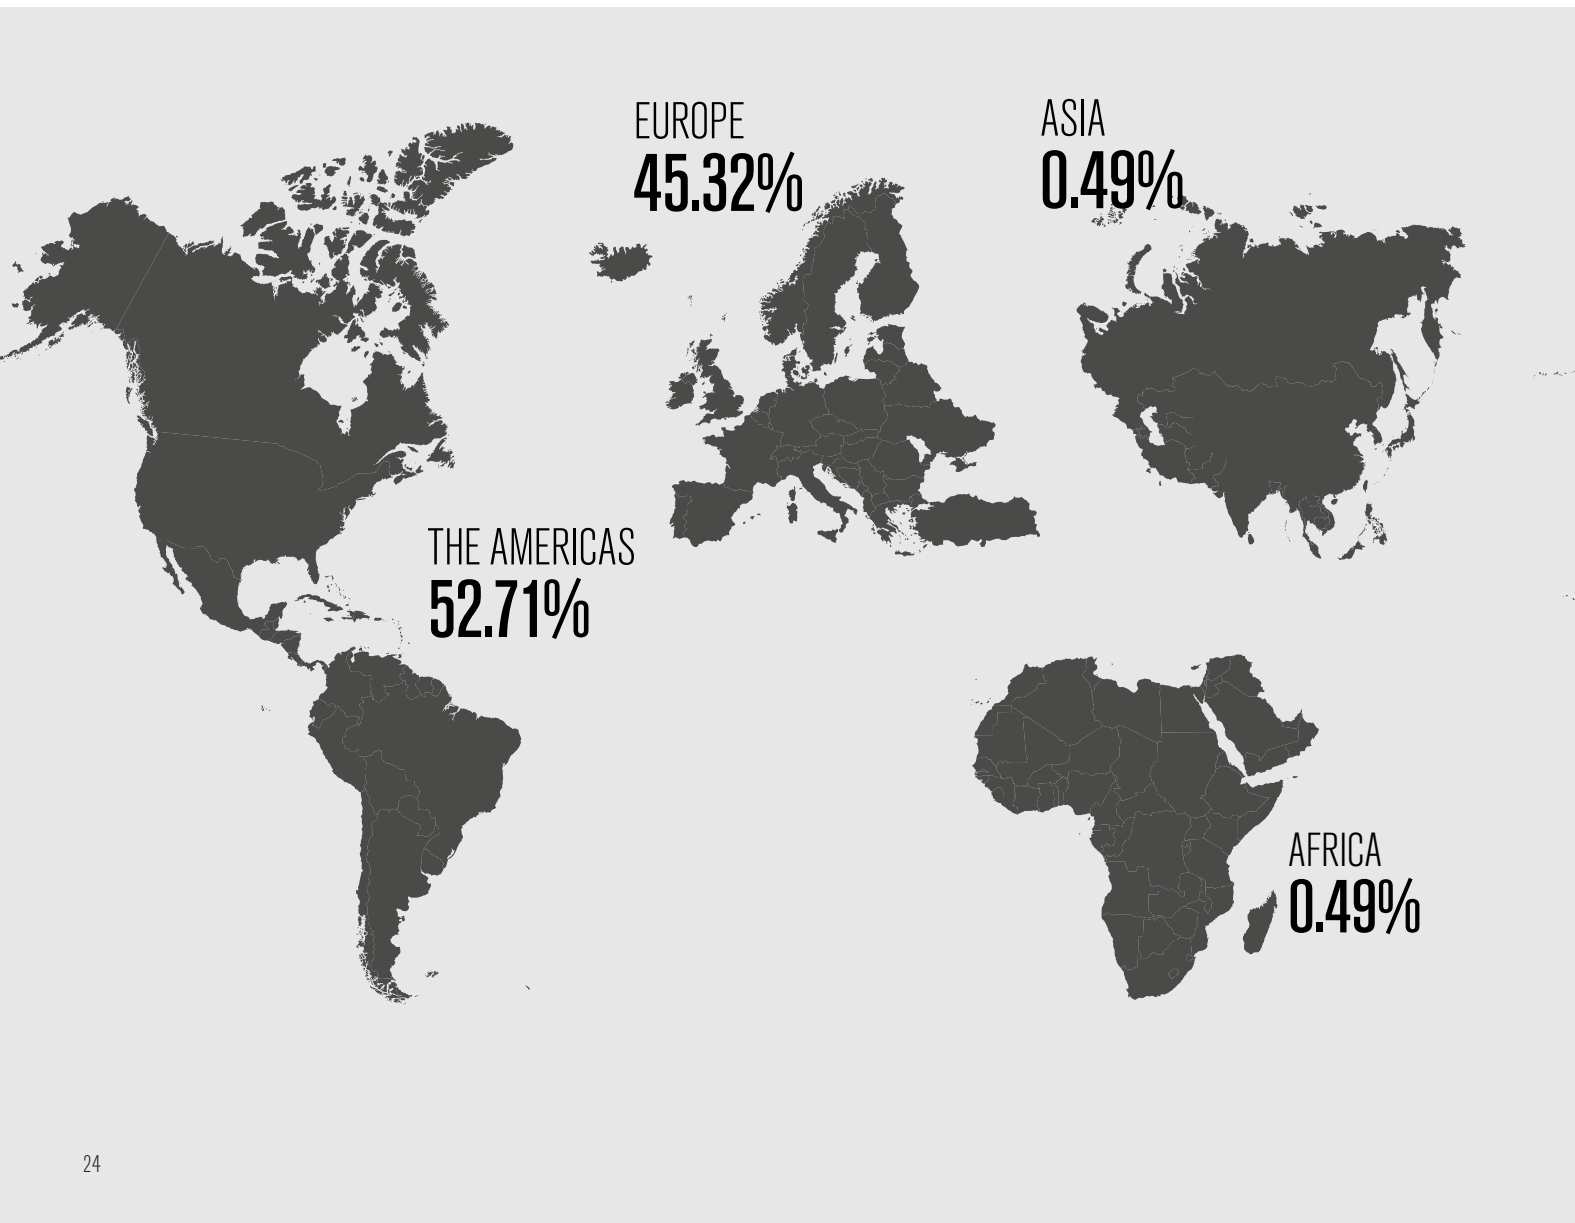 EUROPE
45.32%
ASIA
0.49%
THE AMERICAS
52.71%
AFRICA
0.49%
24